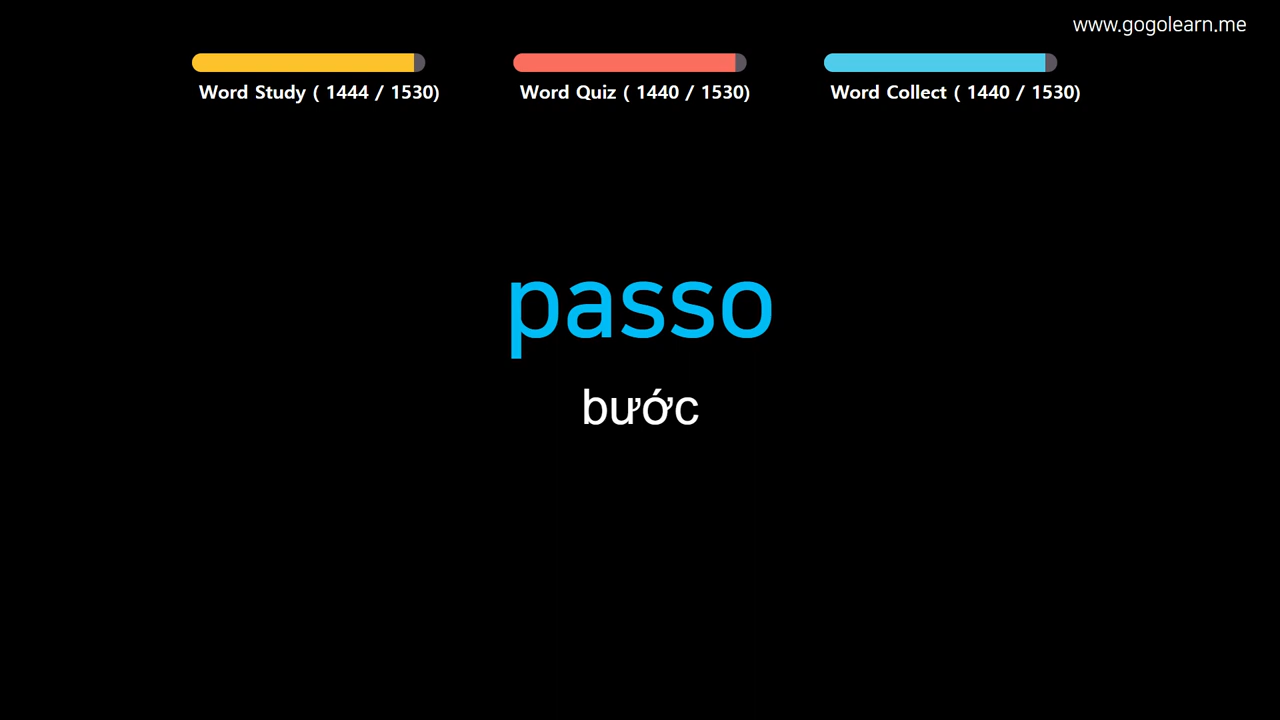 www.gogolearn.me
Word Study ( 1444 / 1530)
Word Quiz ( 1440 / 1530)
Word Collect ( 1440 / 1530)
passo
bước